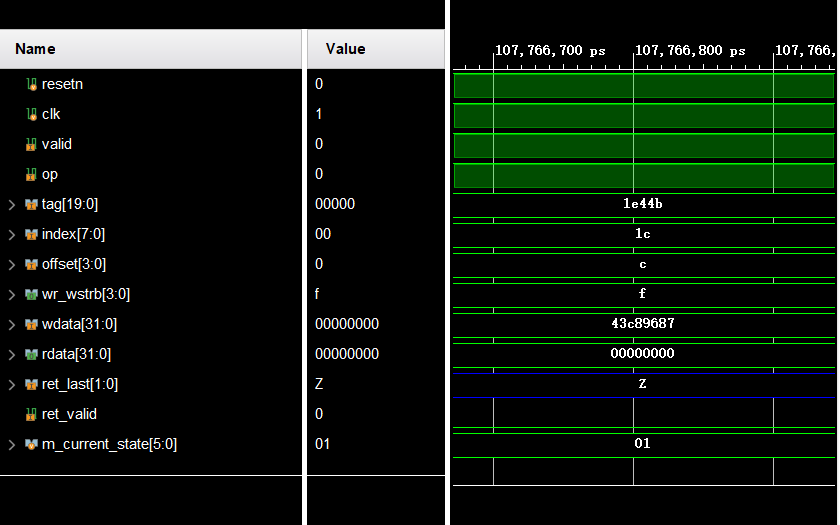 Name Value 107,766,700 ps 107,766,800 ps 107,766,
resetn 0
clk 1
valid 0
op 0
tag[19:0] 00000 1e44b
index[7:0] 00 1c
offset[3:0] 0 c
wr_wstrb[3:0] f f
wdata[31:0] 00000000 43c89687
rdata[31:0] 00000000 00000000
ret_last[1:0] Z Z
ret_valid 0
m_current_state[5:0] 01 01